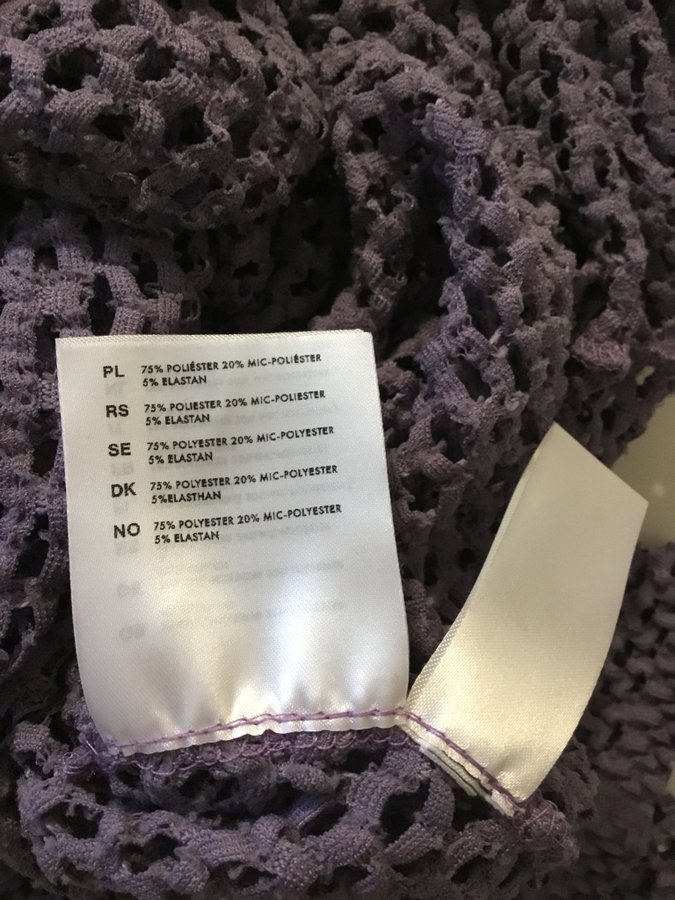 PL 75% POLIÉSTER 20% MIC-POLIÉSTER
5% ELASTAN
RS 75% POLIESTER 20% MIC-POLIESTER
5% ELASTAN
SE 75% POLYESTER 20% MIC-POLYESTER
5% ELASTAN
DK 75% POLYESTER 20% MIC-POLYESTER
5%ELASTHAN
NO 75% POLYESTER 20% MIC-POLYESTER
5% ELASTAN